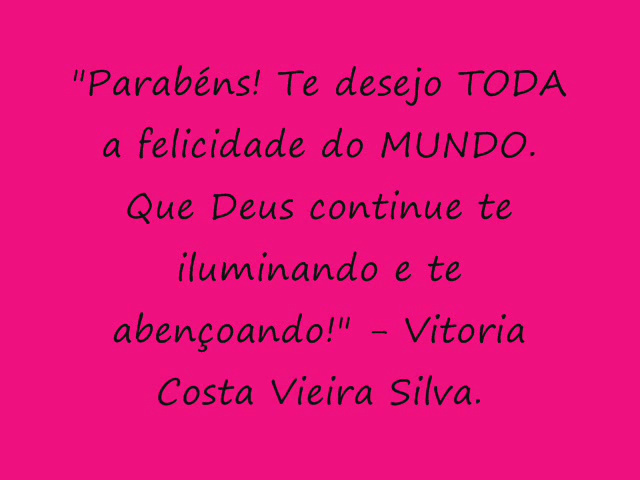 "Parabéns! Te desejo TODA
a felicidade do MUNDO.
Que Deus continue te
iluminando e te
abençoando!" - Vitoria
Costa Vieira Silva.